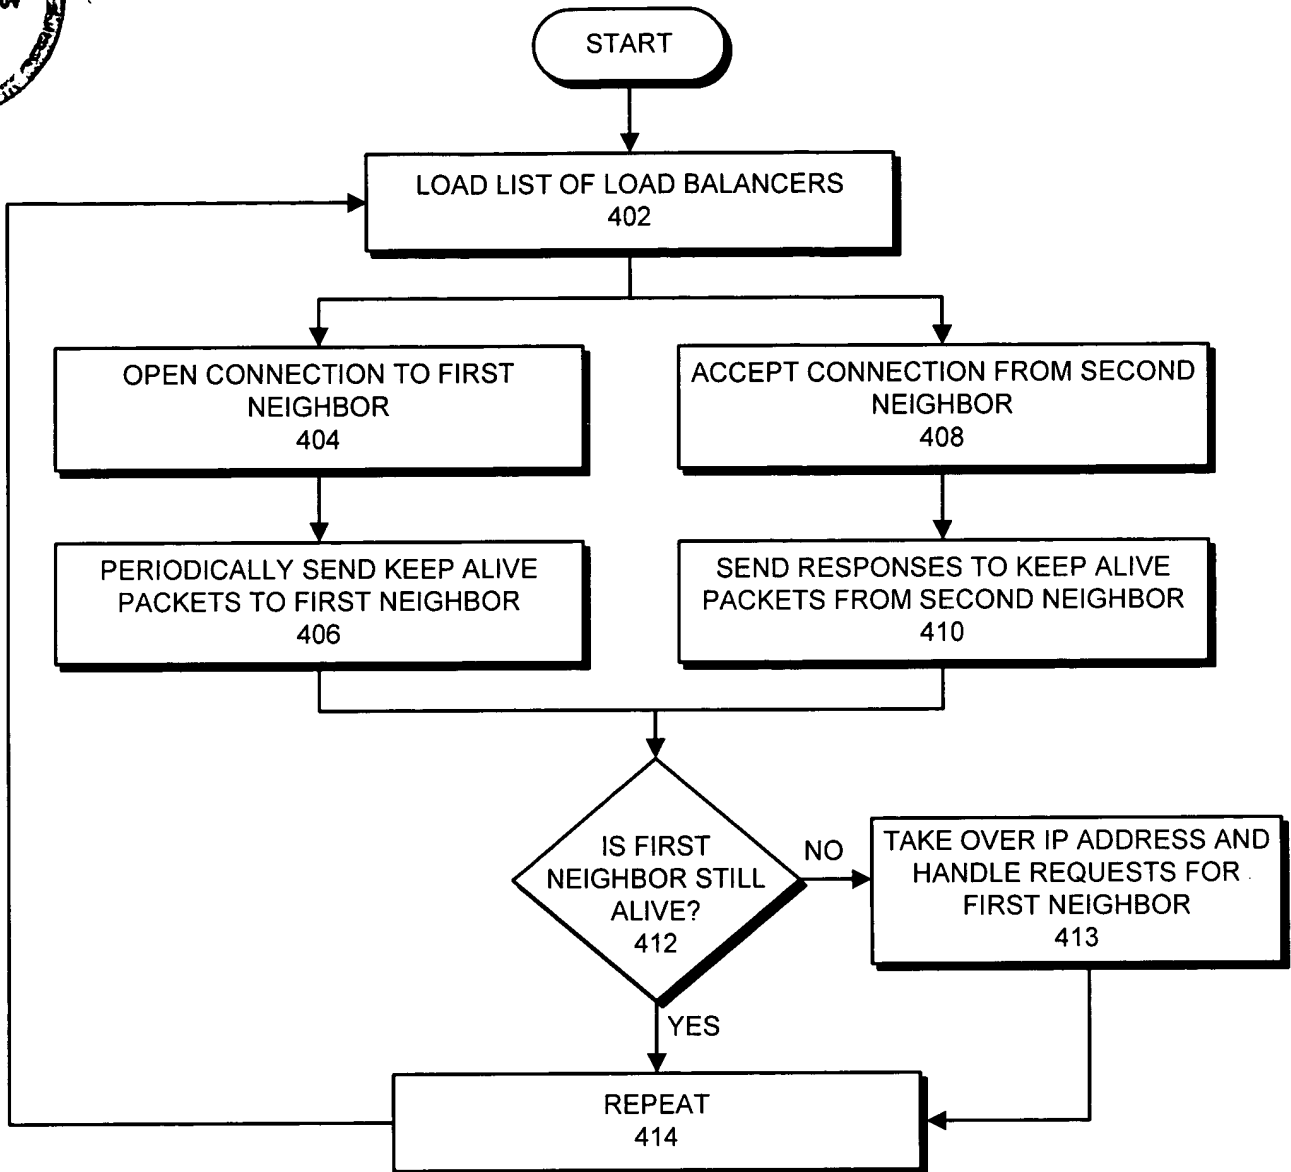 START
LOAD LIST OF LOAD BALANCERS
402
OPEN CONNECTION TO FIRST
NEIGHBOR
404
ACCEPT CONNECTION FROM SECOND
NEIGHBOR
408
PERIODICALLY SEND KEEP ALIVE
PACKETS TO FIRST NEIGHBOR
406
SEND RESPONSES TO KEEP ALIVE
PACKETS FROM SECOND NEIGHBOR
410
IS FIRST
NEIGHBOR STILL
ALIVE?
412
NO
TAKE OVER IP ADDRESS AND
HANDLE REQUESTS FOR
FIRST NEIGHBOR
413
YES
REPEAT
414